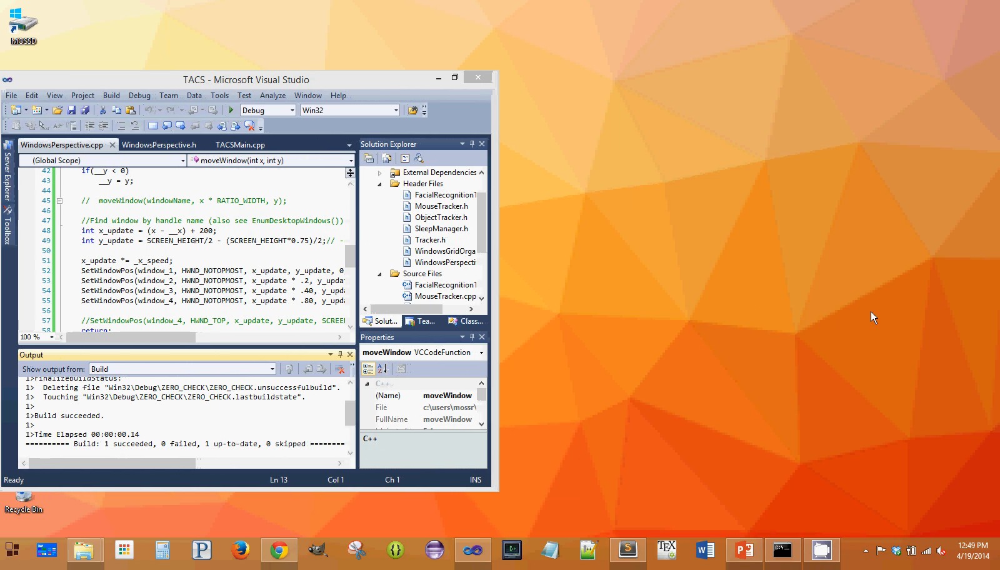 MOSSD
TACS - Microsoft Visual Studio
File Edit View Project Build Debug Team Data Tools Test Analyze Window Help
Debug Win32
Server Explorer
Toolbox
WindowsPerspective.cpp WindowsPerspective.h TACSMain.cpp
(Global Scope) moveWindow(int x, int y)
42 if(__y < 0)
43 __y = y;
44
45 // moveWindow(windowName, x * RATIO_WIDTH, y);
46
47 //Find window by handle name (also see EnumDesktopWindows())
48 int x_update = (x - __x) + 200;
49 int y_update = SCREEN_HEIGHT/2 - (SCREEN_HEIGHT*0.75)/2;// -
50
51 x_update *= _x_speed;
52 SetWindowPos(window_1, HWND_NOTOPMOST, x_update, y_update, 0
53 SetWindowPos(window_2, HWND_NOTOPMOST, x_update * .2, y_upda
54 SetWindowPos(window_3, HWND_NOTOPMOST, x_update * .40, y_upda
55 SetWindowPos(window_4, HWND_NOTOPMOST, x_update * .80, y_upda
56
57 //SetWindowPos(window_4, HWND_TOP, x_update, y_update, SCREEN
58 return;
100 %
Solution Explorer
External Dependencies
Header Files
FacialRecognitionT
MouseTracker.h
ObjectTracker.h
SleepManager.h
Tracker.h
WindowsGridOrga
WindowsPerspecti
Source Files
FacialRecognitionT
MouseTracker.cpp
Solut... Tea... Class...
Properties
moveWindow VCCodeFunction
C++
(Name) moveWindow
File c:\users\mossr\
FullName moveWindow
C++
Output
Show output from: Build
1>FinalizeBuildStatus:
1> Deleting file "Win32\Debug\ZERO_CHECK\ZERO_CHECK.unsuccessfulbuild".
1> Touching "Win32\Debug\ZERO_CHECK\ZERO_CHECK.lastbuildstate".
1>
1>Build succeeded.
1>
1>Time Elapsed 00:00:00.14
========== Build: 1 succeeded, 0 failed, 1 up-to-date, 0 skipped ========
Ready Ln 13 Col 1 Ch 1 INS
Recycle Bin
12:49 PM
4/19/2014